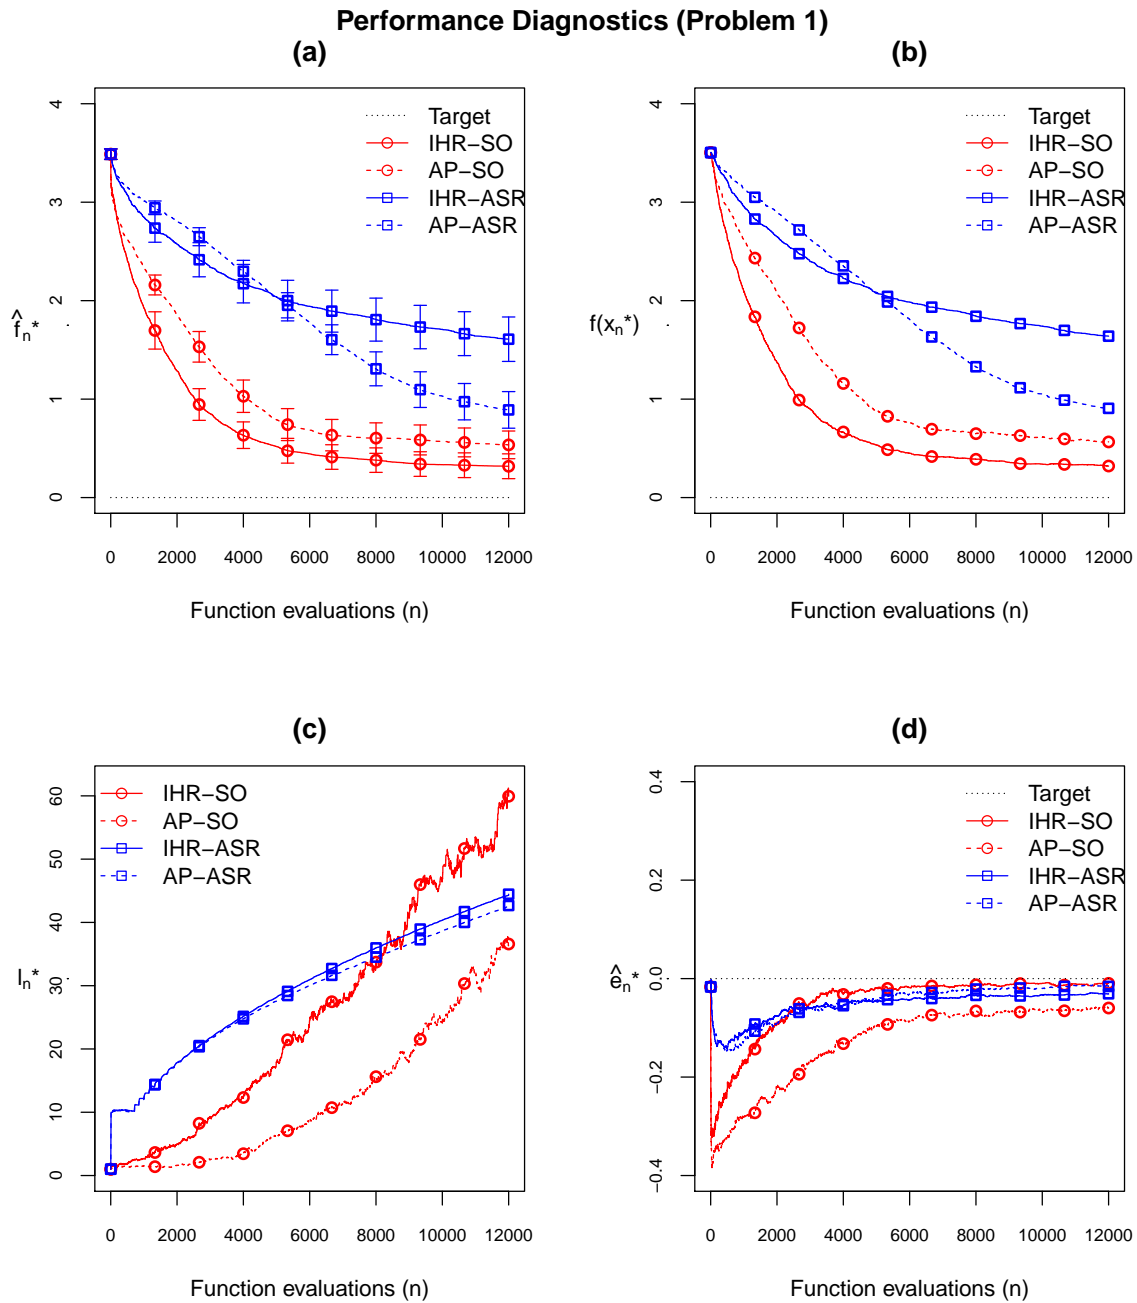 Performance Diagnostics (Problem 1)
(a)
4
3
2
1
0
f̂n*
Target
IHR−SO
AP−SO
IHR−ASR
AP−ASR
0 2000 4000 6000 8000 10000 12000
Function evaluations (n)
(b)
4
3
2
1
0
f(xn*)
Target
IHR−SO
AP−SO
IHR−ASR
AP−ASR
0 2000 4000 6000 8000 10000 12000
Function evaluations (n)
(c)
60
50
40
30
20
10
0
ln*
IHR−SO
AP−SO
IHR−ASR
AP−ASR
0 2000 4000 6000 8000 10000 12000
Function evaluations (n)
(d)
0.4
0.2
0.0
−0.2
−0.4
ên*
Target
IHR−SO
AP−SO
IHR−ASR
AP−ASR
0 2000 4000 6000 8000 10000 12000
Function evaluations (n)